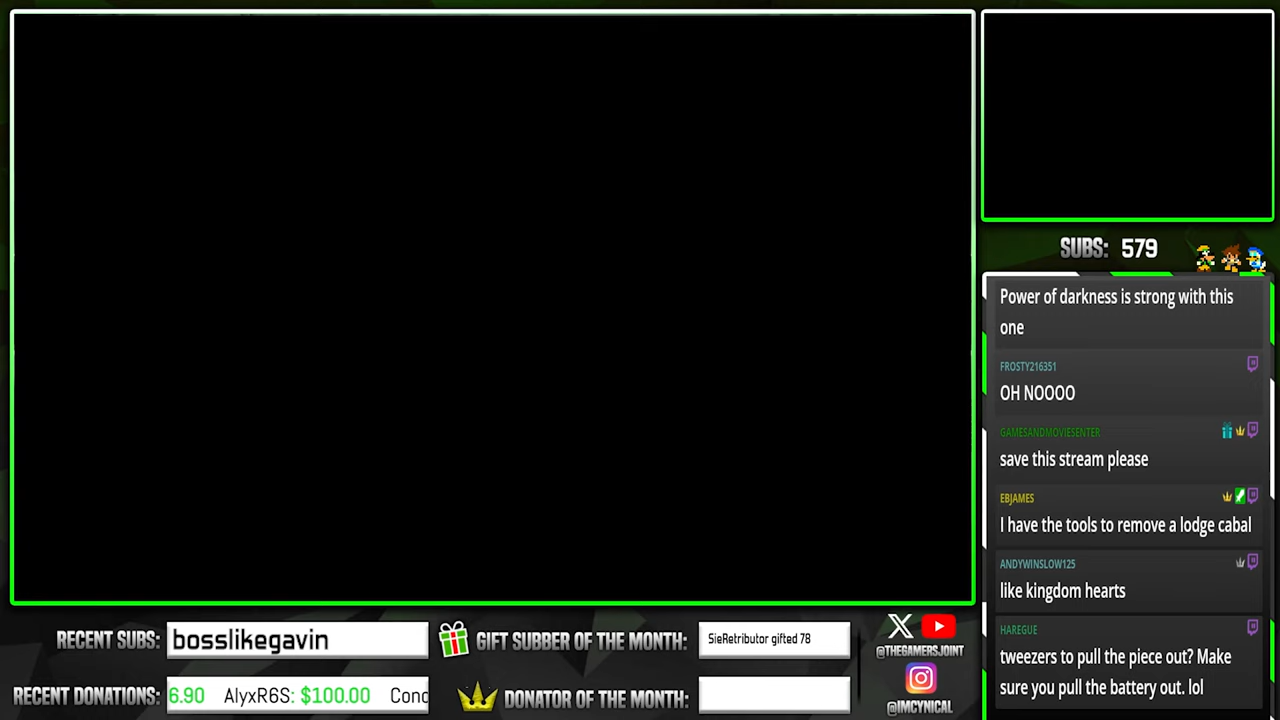 SUBS: 579
Power of darkness is strong with this
one
FROSTY216351
OH NOOOO
GAMESANDMOVIESENTER
save this stream please
EBJAMES
I have the tools to remove a lodge cabal
ANDYWINSLOW125
like kingdom hearts
HAREGUE
tweezers to pull the piece out? Make
sure you pull the battery out. lol
RECENT SUBS: bosslikegavin
GIFT SUBBER OF THE MONTH: SieRetributor gifted 78
@THEGAMERSJOINT
RECENT DONATIONS: 6.90 AlyxR6S: $100.00 Cond
DONATOR OF THE MONTH:
@IMCYNICAL